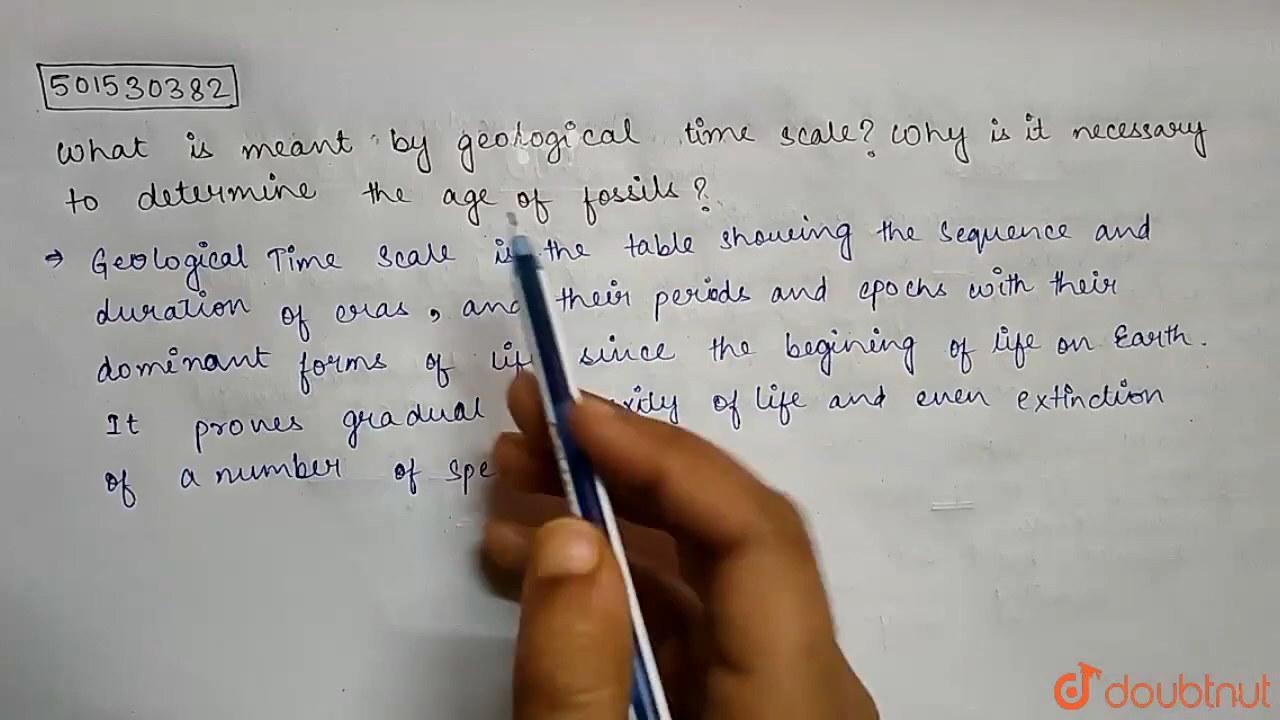 501530382
What is meant by geological time scale? Why is it necessary
to determine the age of fossils?
→ Geological Time scale is the table showing the sequence and
duration of eras, and their periods and epochs with their
dominant forms of life since the begining of life on Earth.
It proves gradual of life and even extinction
of a number of spe
doubtnut